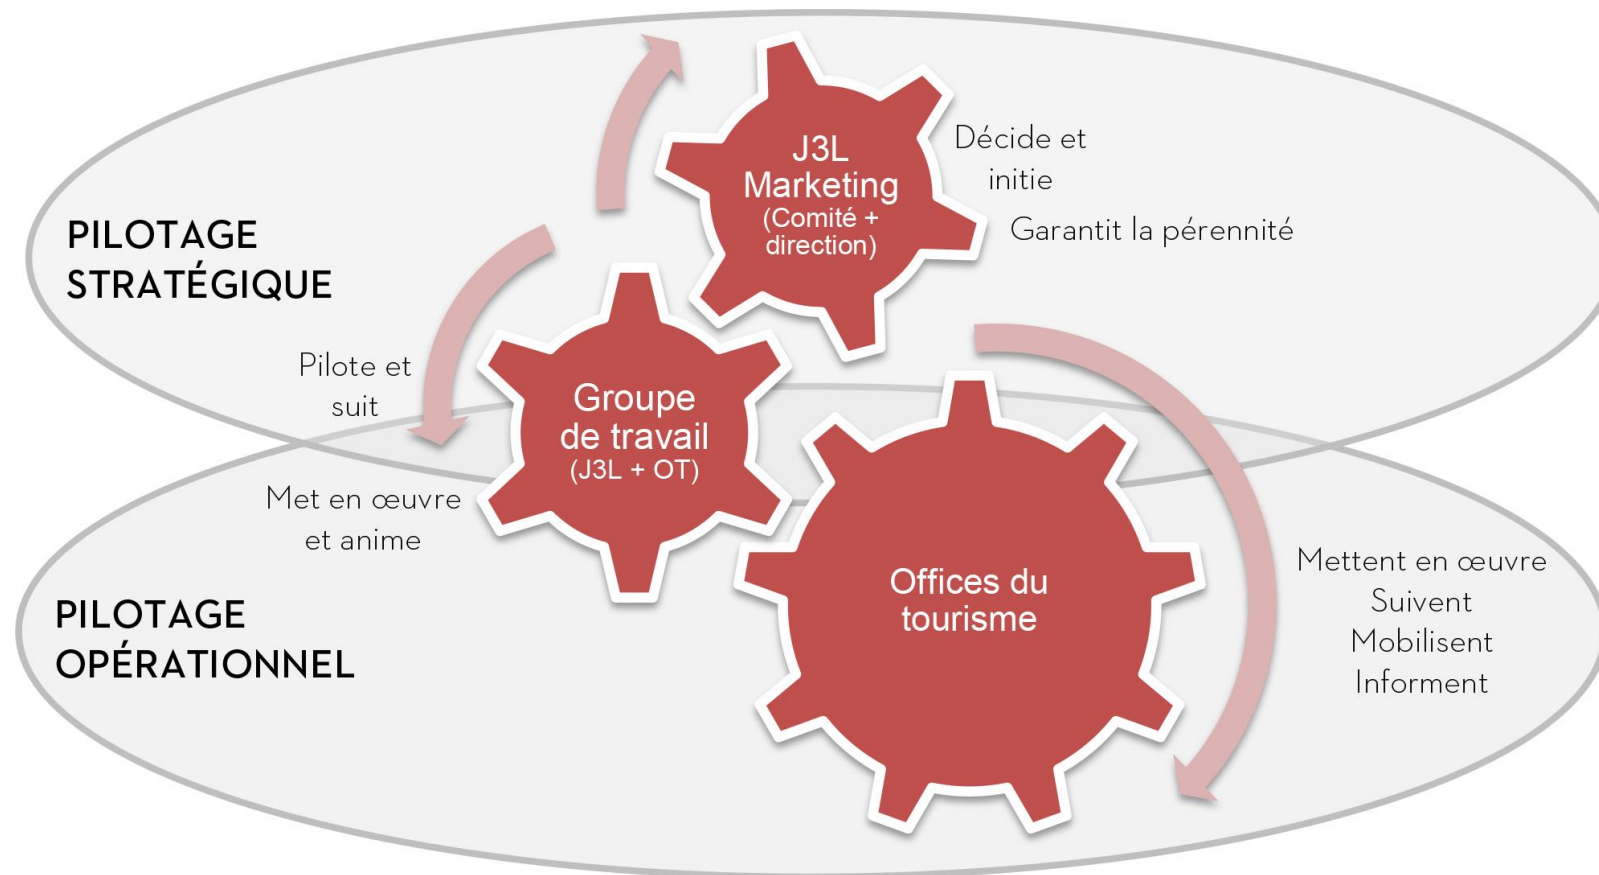 J3L
Marketing
(Comité +
direction)
Décide et
initie
Garantit la pérennité
PILOTAGE
STRATÉGIQUE
Pilote et
suit
Groupe
de travail
(J3L + OT)
Met en œuvre
et anime
Offices du
tourisme
Mettent en œuvre
Suivent
Mobilisent
Informent
PILOTAGE
OPÉRATIONNEL